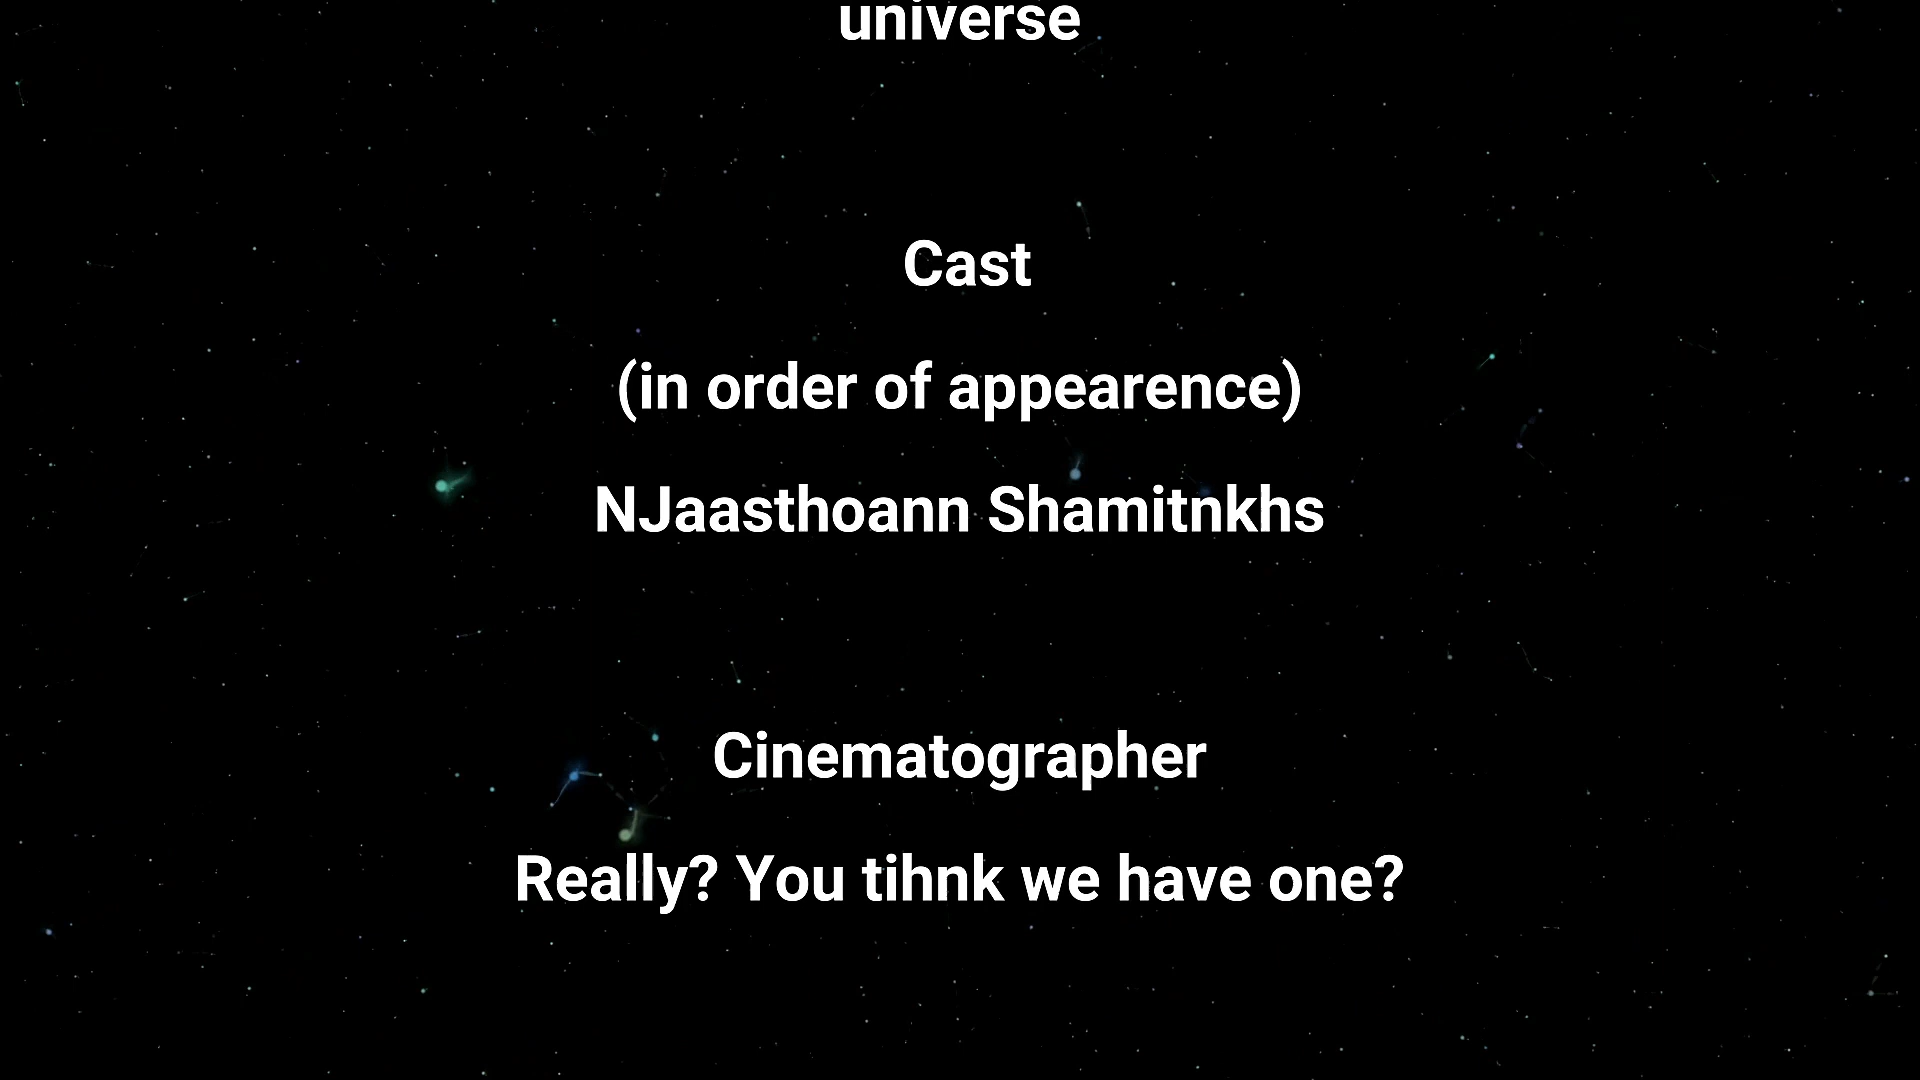 universe
Cast
(in order of appearence)
NJaasthoann Shamitnkhs
Cinematographer
Really? You tihnk we have one?